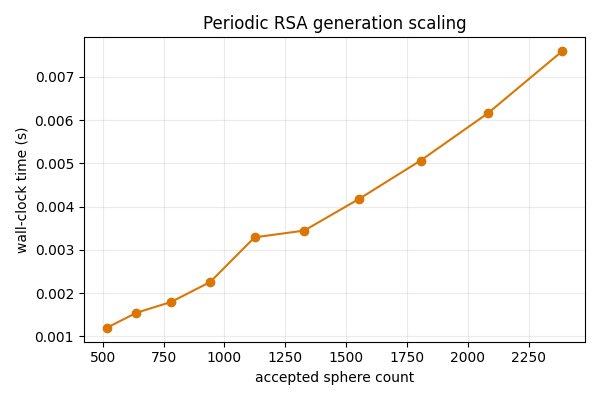 Periodic RSA generation scaling
wall-clock time (s)
0.007
0.006
0.005
0.004
0.003
0.002
0.001
500 750 1000 1250 1500 1750 2000 2250
accepted sphere count